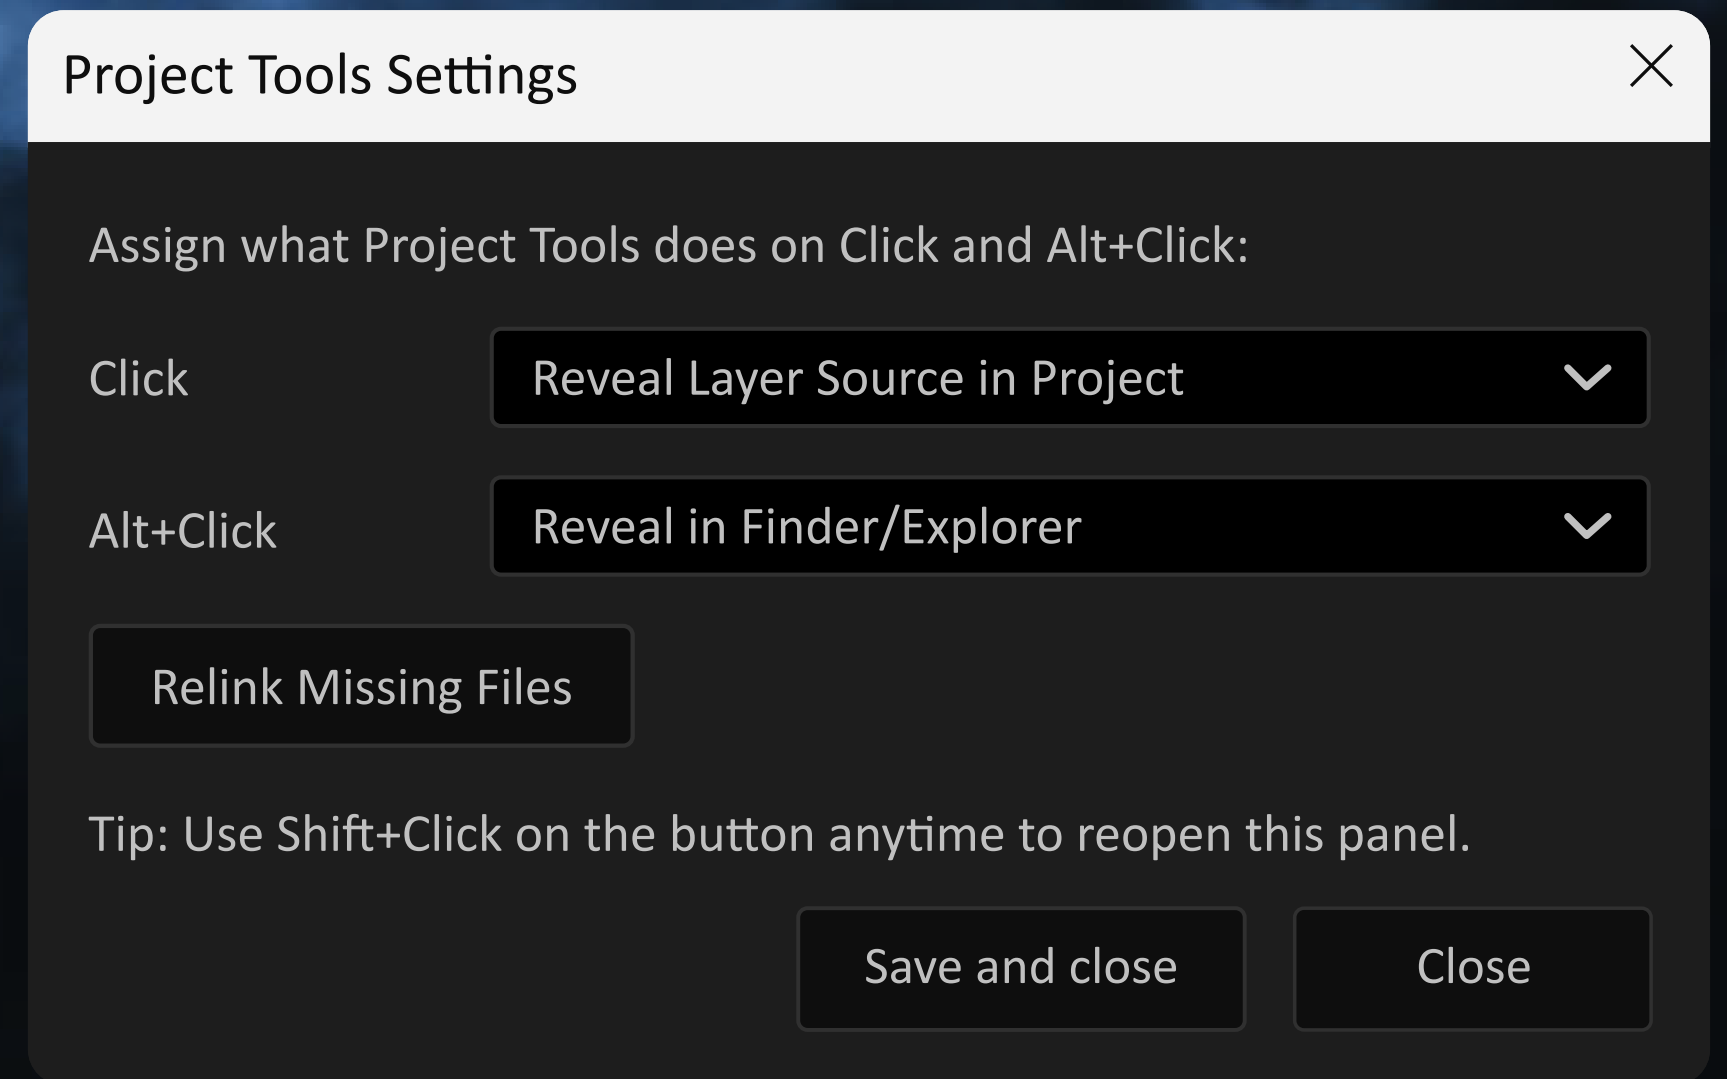 Project Tools Settings
Assign what Project Tools does on Click and Alt+Click:
Click
Reveal Layer Source in Project
Alt+Click
Reveal in Finder/Explorer
Relink Missing Files
Tip: Use Shift+Click on the button anytime to reopen this panel.
Save and close
Close